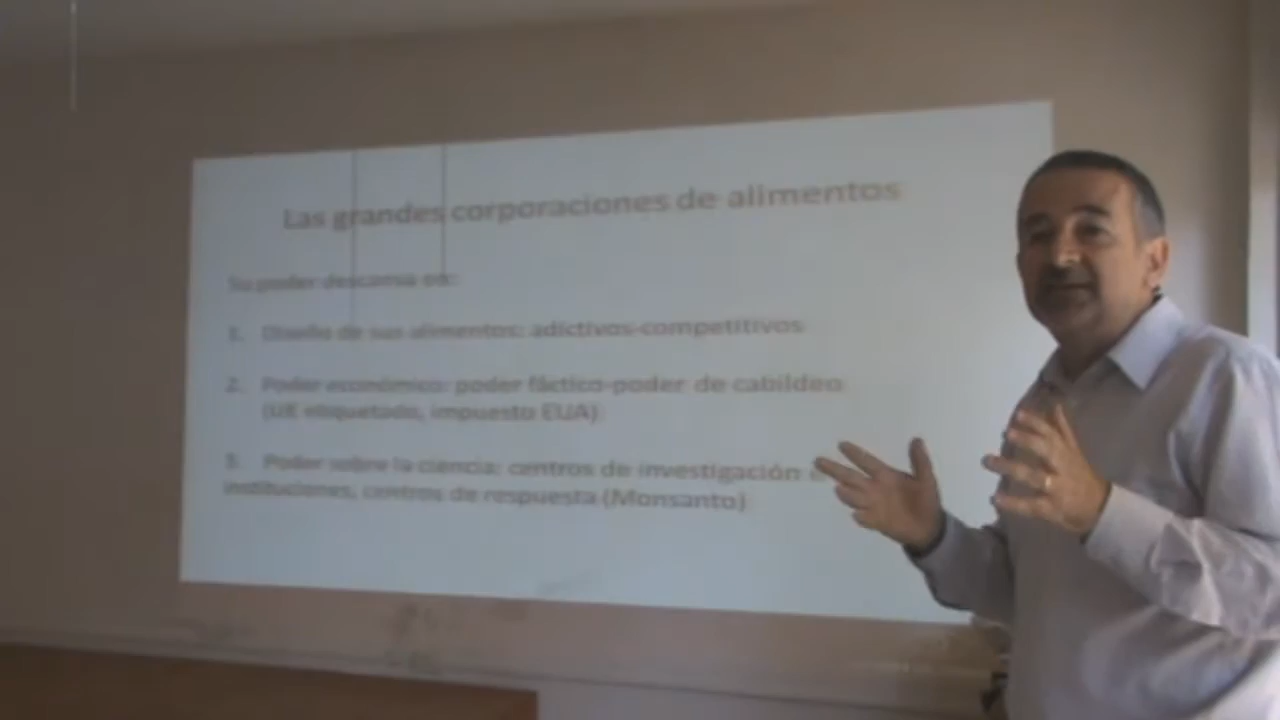 Las grandes corporaciones de alimentos
Su poder descansa en:
1. Diseño de sus alimentos: adictivos-competitivos
2. Poder económico: poder fáctico-poder de cabildeo
(UE etiquetado, impuesto EUA)
3. Poder sobre la ciencia: centros de investigación e
instituciones, centros de respuesta (Monsanto)